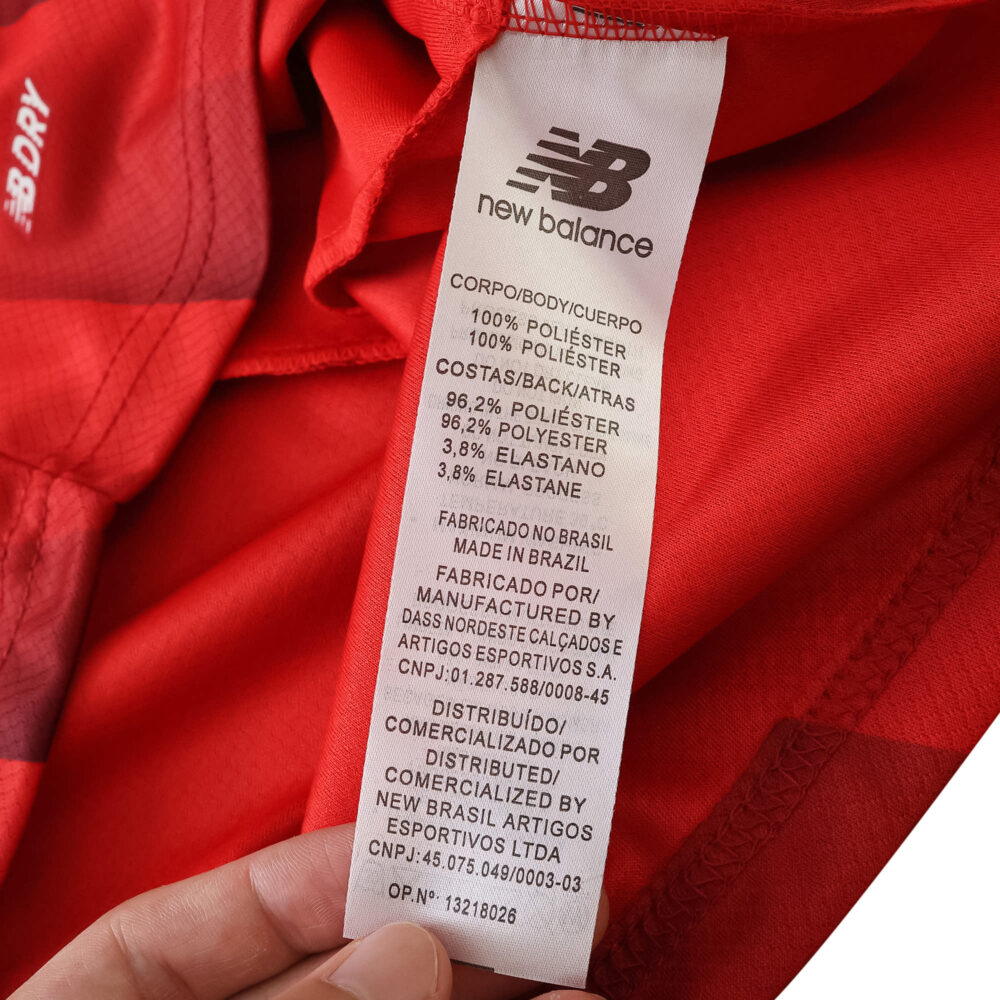 NB DRY
NB
new balance
CORPO/BODY/CUERPO
100% POLIÉSTER
100% POLIÉSTER
COSTAS/BACK/ATRAS
96,2% POLIÉSTER
96,2% POLYESTER
3,8% ELASTANO
3,8% ELASTANE
FABRICADO NO BRASIL
MADE IN BRAZIL
FABRICADO POR/
MANUFACTURED BY
DASS NORDESTE CALÇADOS E
ARTIGOS ESPORTIVOS S.A.
CNPJ:01.287.588/0008-45
DISTRIBUÍDO/
COMERCIALIZADO POR
DISTRIBUTED/
COMERCIALIZED BY
NEW BRASIL ARTIGOS
ESPORTIVOS LTDA
CNPJ:45.075.049/0003-03
OP.Nº· 13218026